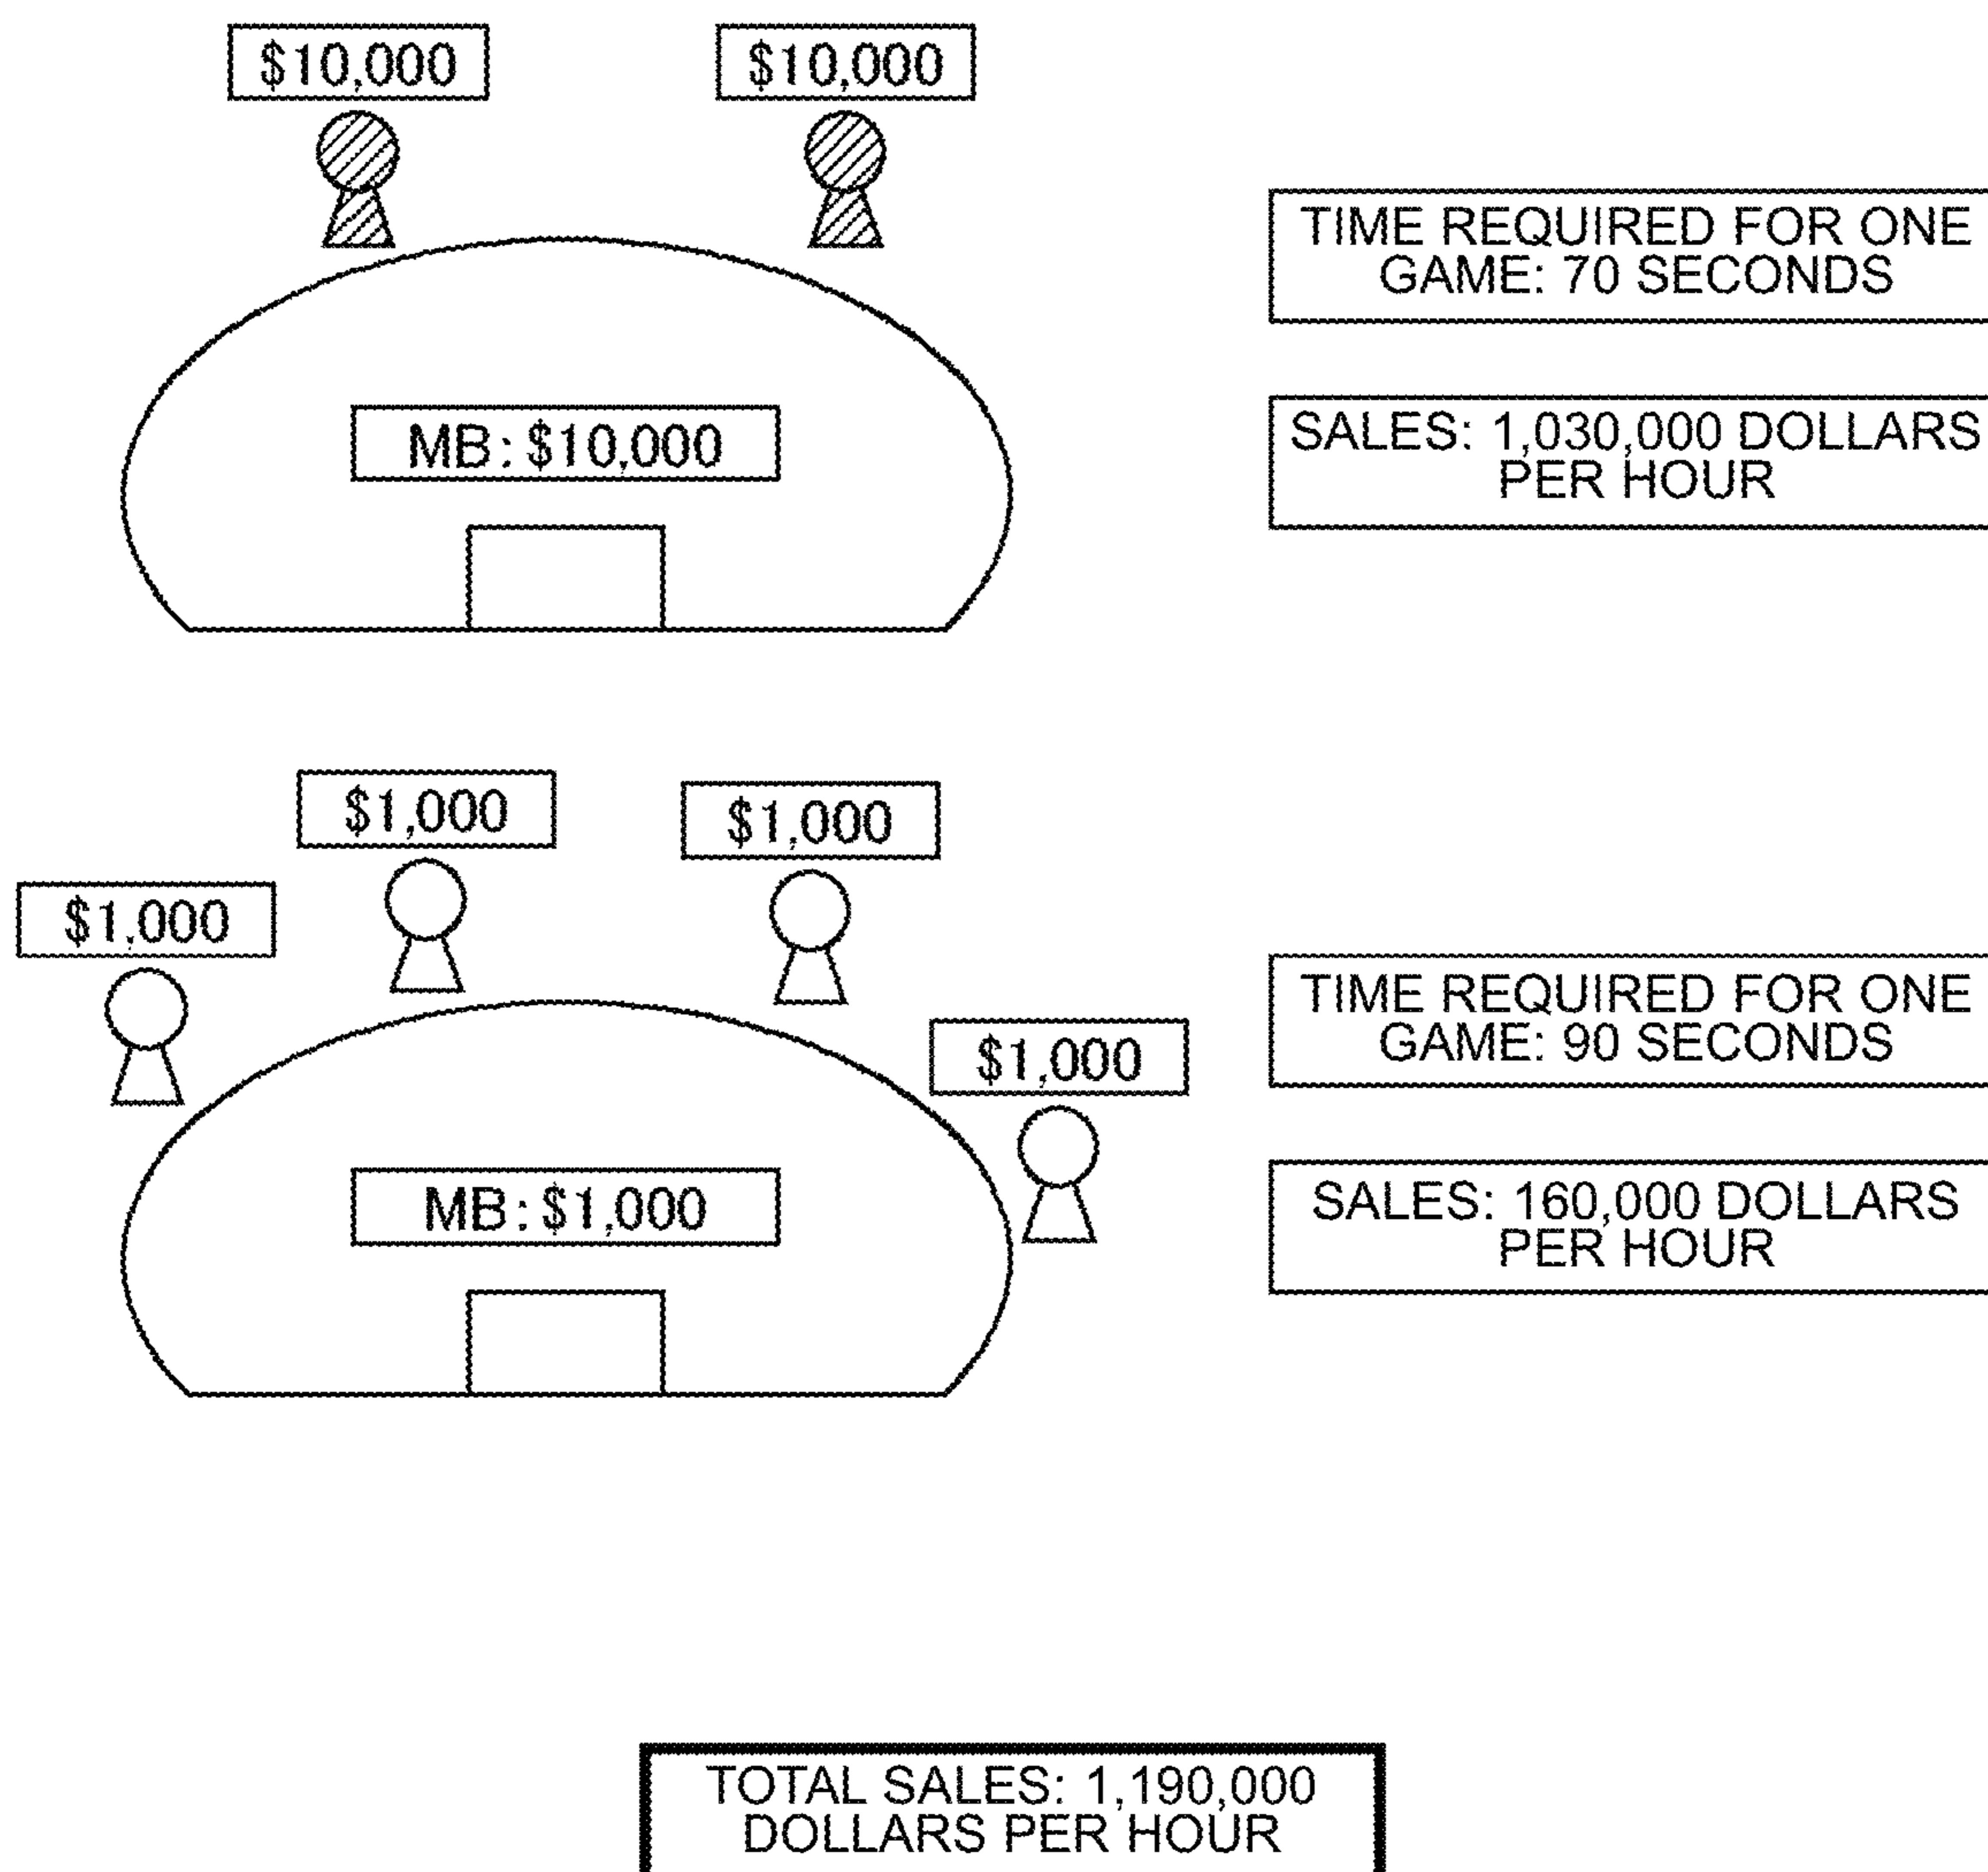 $10,000
$10,000
TIME REQUIRED FOR ONE
GAME: 70 SECONDS
MB: $10,000
SALES: 1,030,000 DOLLARS
PER HOUR
$1,000
$1,000
$1,000
$1,000
TIME REQUIRED FOR ONE
GAME: 90 SECONDS
MB: $1,000
SALES: 160,000 DOLLARS
PER HOUR
TOTAL SALES: 1,190,000
DOLLARS PER HOUR